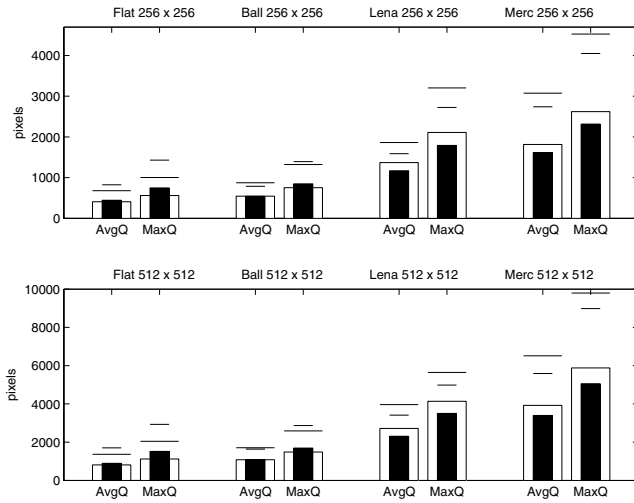 Flat 256 x 256 Ball 256 x 256 Lena 256 x 256 Merc 256 x 256
4000
3000
2000
1000
0
pixels
AvgQ MaxQ AvgQ MaxQ AvgQ MaxQ AvgQ MaxQ
Flat 512 x 512 Ball 512 x 512 Lena 512 x 512 Merc 512 x 512
10000
8000
6000
4000
2000
0
pixels
AvgQ MaxQ AvgQ MaxQ AvgQ MaxQ AvgQ MaxQ